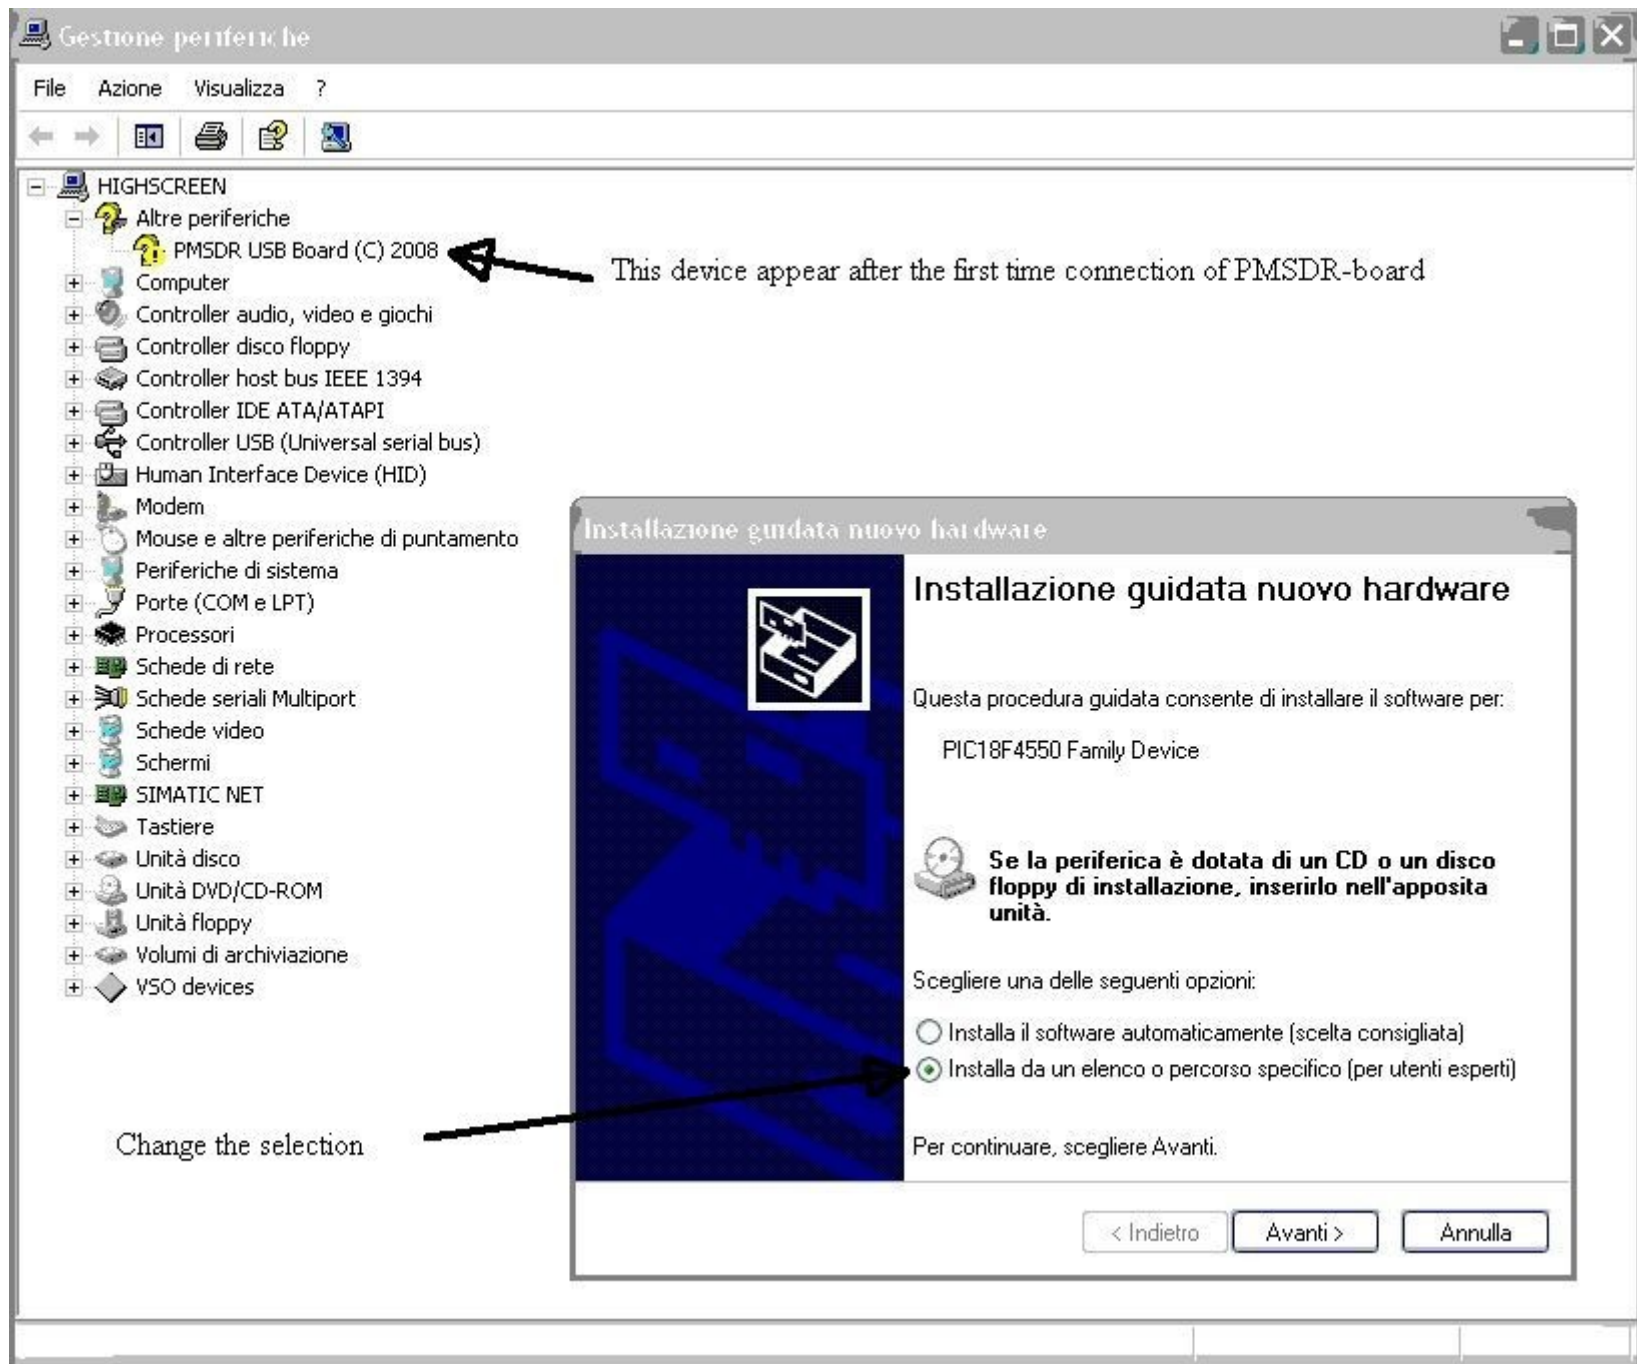 Gestione periferiche
File Azione Visualizza ?
HIGHSCREEN
Altre periferiche
PMSDR USB Board (C) 2008
This device appear after the first time connection of PMSDR-board
Computer
Controller audio, video e giochi
Controller disco floppy
Controller host bus IEEE 1394
Controller IDE ATA/ATAPI
Controller USB (Universal serial bus)
Human Interface Device (HID)
Modem
Mouse e altre periferiche di puntamento
Periferiche di sistema
Porte (COM e LPT)
Processori
Schede di rete
Schede seriali Multiport
Schede video
Schermi
SIMATIC NET
Tastiere
Unità disco
Unità DVD/CD-ROM
Unità floppy
Volumi di archiviazione
VSO devices
Installazione guidata nuovo hardware
Installazione guidata nuovo hardware
Questa procedura guidata consente di installare il software per:
PIC18F4550 Family Device
Se la periferica è dotata di un CD o un disco
floppy di installazione, inserirlo nell'apposita
unità.
Scegliere una delle seguenti opzioni:
Installa il software automaticamente (scelta consigliata)
Installa da un elenco o percorso specifico (per utenti esperti)
Change the selection
Per continuare, scegliere Avanti.
< Indietro Avanti > Annulla